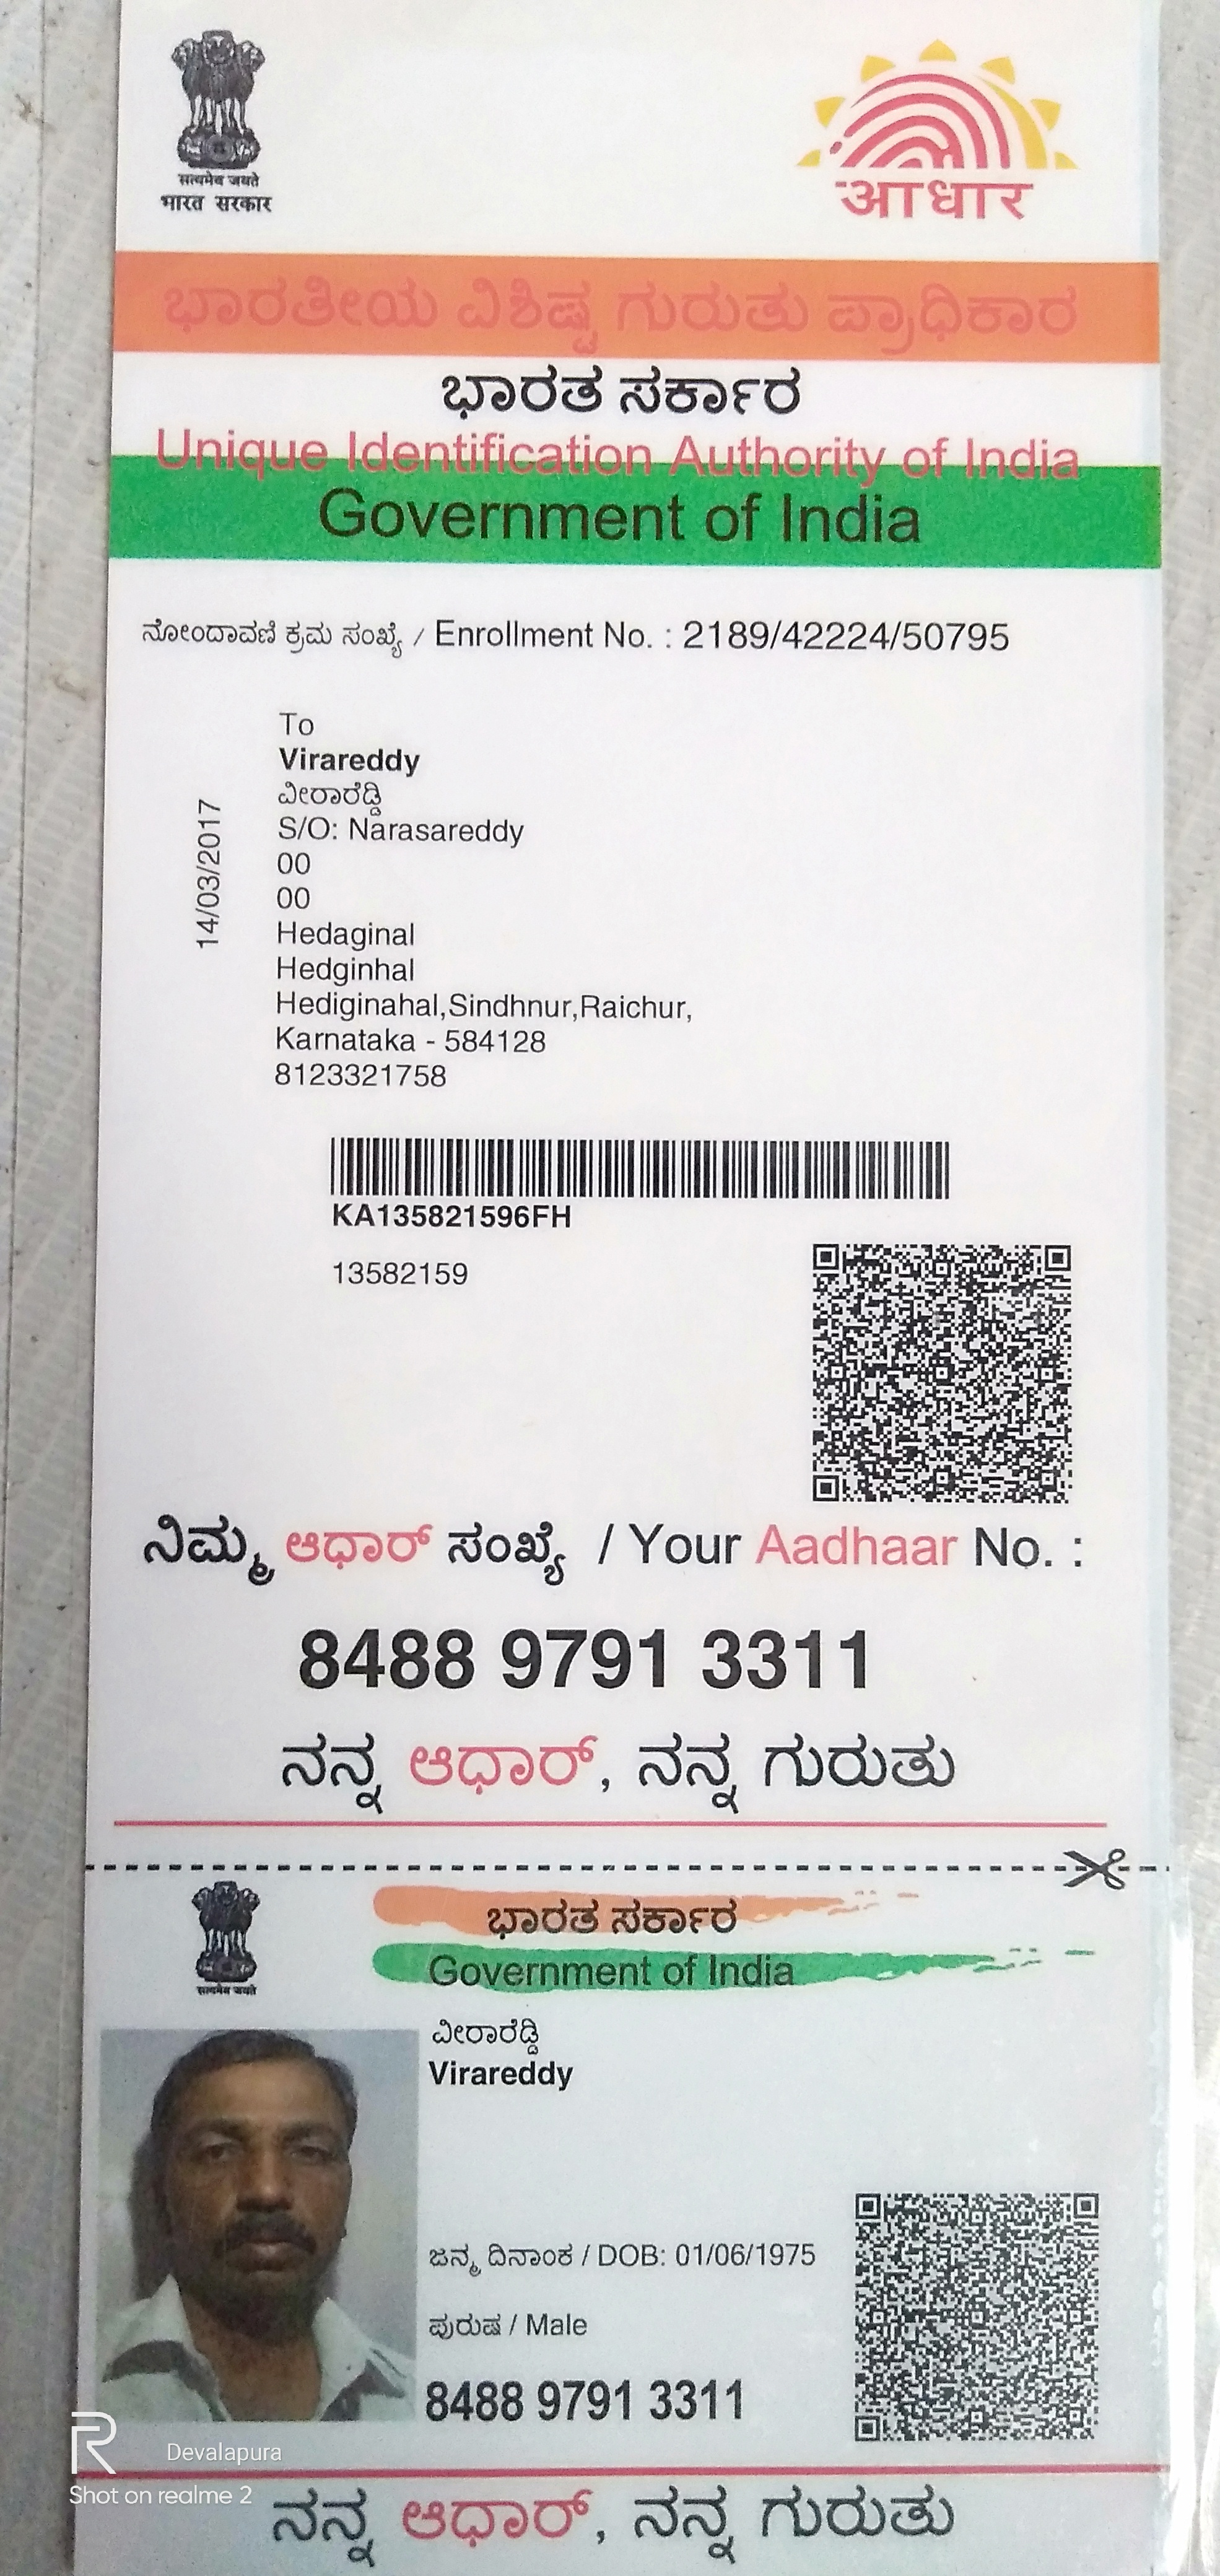 सत्यमेव जयते
भारत सरकार
आधार
ಭಾರತೀಯ ವಿಶಿಷ್ಟ ಗುರುತು ಪ್ರಾಧಿಕಾರ
ಭಾರತ ಸರ್ಕಾರ
Unique Identification Authority of India
Government of India
ನೋಂದಾವಣಿ ಕ್ರಮ ಸಂಖ್ಯೆ / Enrollment No. : 2189/42224/50795
14/03/2017
To
Virareddy
ವೀರಾರೆಡ್ಡಿ
S/O: Narasareddy
00
00
Hedaginal
Hedginhal
Hediginahal,Sindhnur,Raichur,
Karnataka - 584128
8123321758
KA135821596FH
13582159
ನಿಮ್ಮ ಆಧಾರ್ ಸಂಖ್ಯೆ / Your Aadhaar No. :
8488 9791 3311
ನನ್ನ ಆಧಾರ್, ನನ್ನ ಗುರುತು
ಭಾರತ ಸರ್ಕಾರ
Government of India
सत्यमेव जयते
ವೀರಾರೆಡ್ಡಿ
Virareddy
ಜನ್ಮ ದಿನಾಂಕ / DOB: 01/06/1975
ಪುರುಷ / Male
8488 9791 3311
R Devalapura
Shot on realme 2
ನನ್ನ ಆಧಾರ್, ನನ್ನ ಗುರುತು